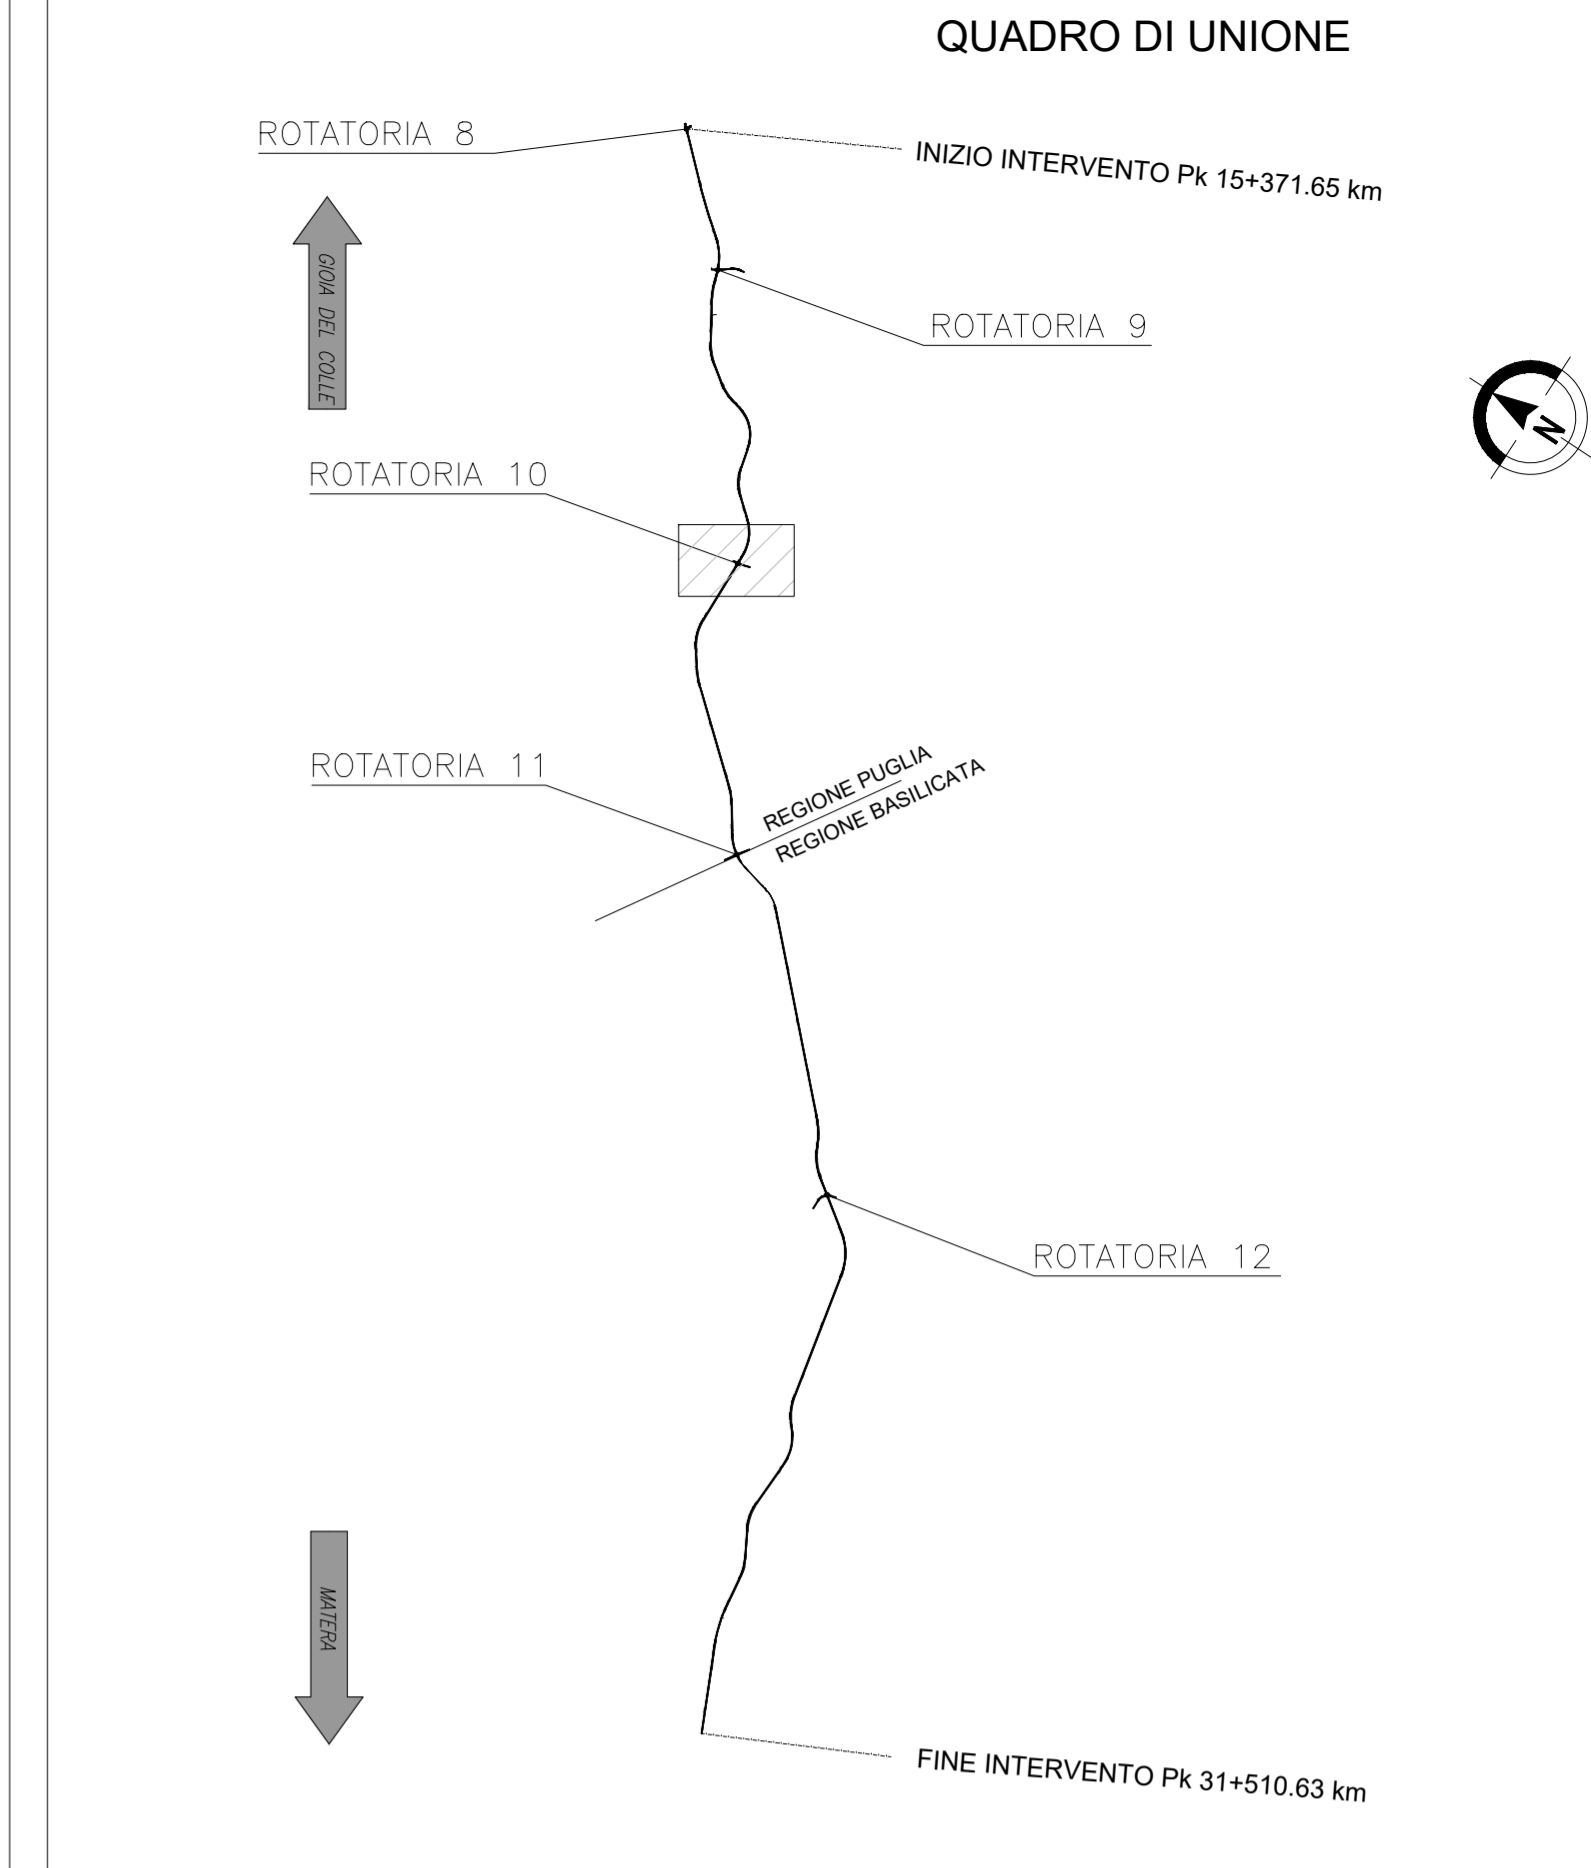 QUADRO DI UNIONE
ROTATORIA 8
INIZIO INTERVENTO Pk 15+371.65 km
GIOIA DEL COLLE
ROTATORIA 9
N
ROTATORIA 10
ROTATORIA 11
REGIONE PUGLIA
REGIONE BASILICATA
ROTATORIA 12
MATERA
FINE INTERVENTO Pk 31+510.63 km